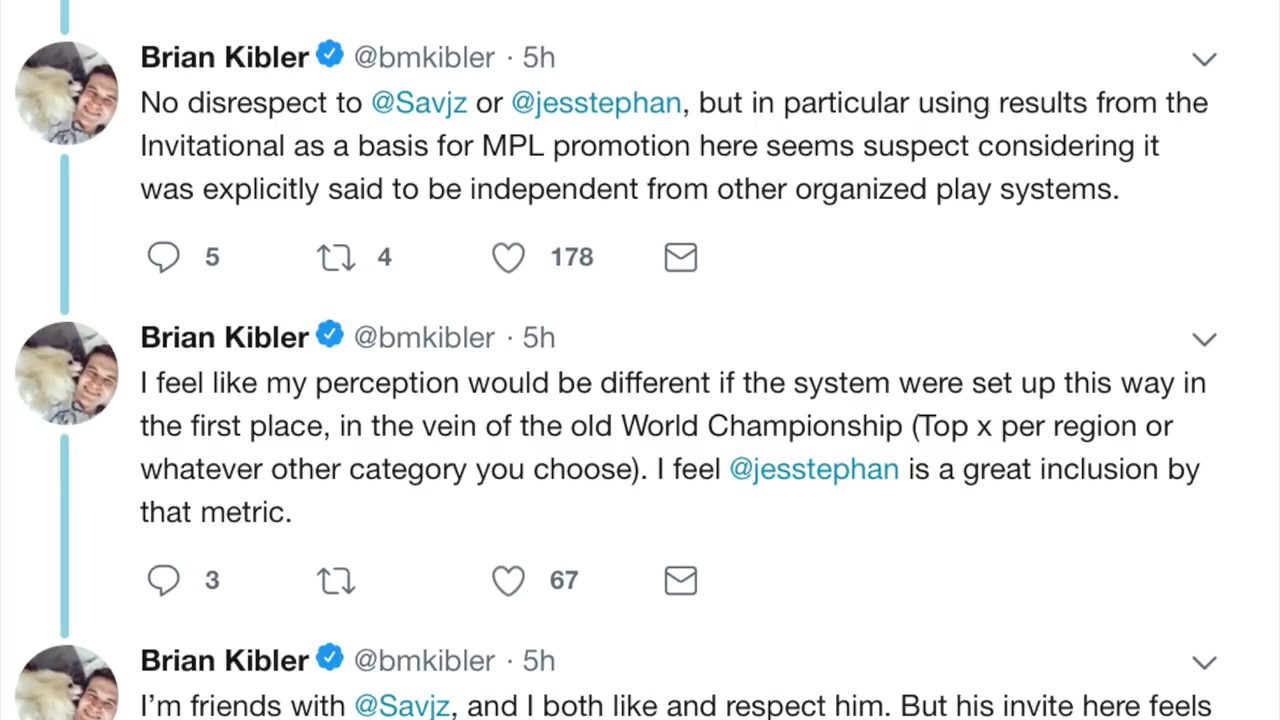 Brian Kibler @bmkibler · 5h
No disrespect to @Savjz or @jesstephan, but in particular using results from the
Invitational as a basis for MPL promotion here seems suspect considering it
was explicitly said to be independent from other organized play systems.
5 4 178
Brian Kibler @bmkibler · 5h
I feel like my perception would be different if the system were set up this way in
the first place, in the vein of the old World Championship (Top x per region or
whatever other category you choose). I feel @jesstephan is a great inclusion by
that metric.
3 67
Brian Kibler @bmkibler · 5h
I’m friends with @Savjz, and I both like and respect him. But his invite here feels